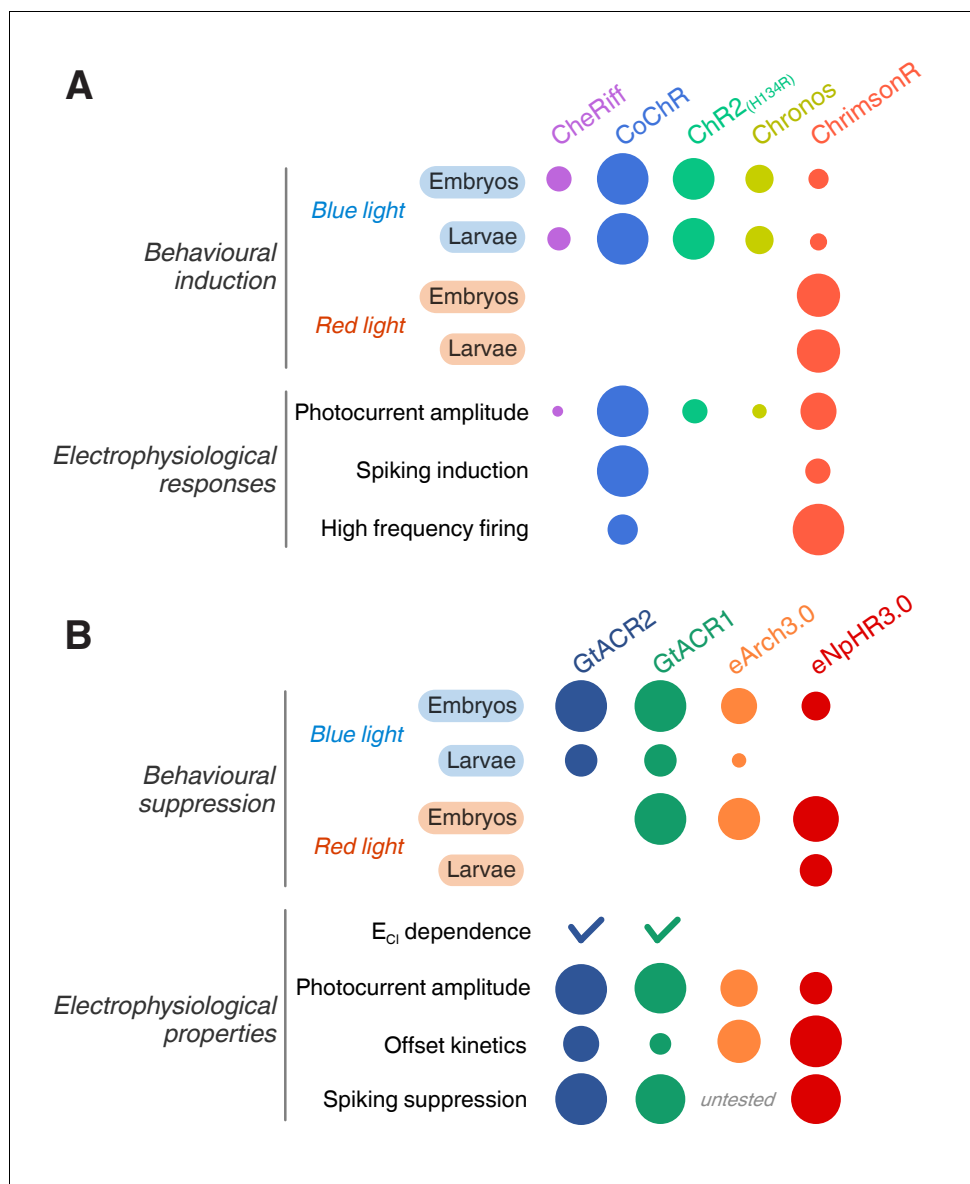 A
CheRiff
CoChR
ChR2(H134R)
Chronos
ChrimsonR
Behavioural
induction
Blue light
Embryos
Larvae
Red light
Embryos
Larvae
Electrophysiological
responses
Photocurrent amplitude
Spiking induction
High frequency firing
B
GtACR2
GtACR1
eArch3.0
eNpHR3.0
Behavioural
suppression
Blue light
Embryos
Larvae
Red light
Embryos
Larvae
Electrophysiological
properties
ECl dependence
Photocurrent amplitude
Offset kinetics
Spiking suppression
untested